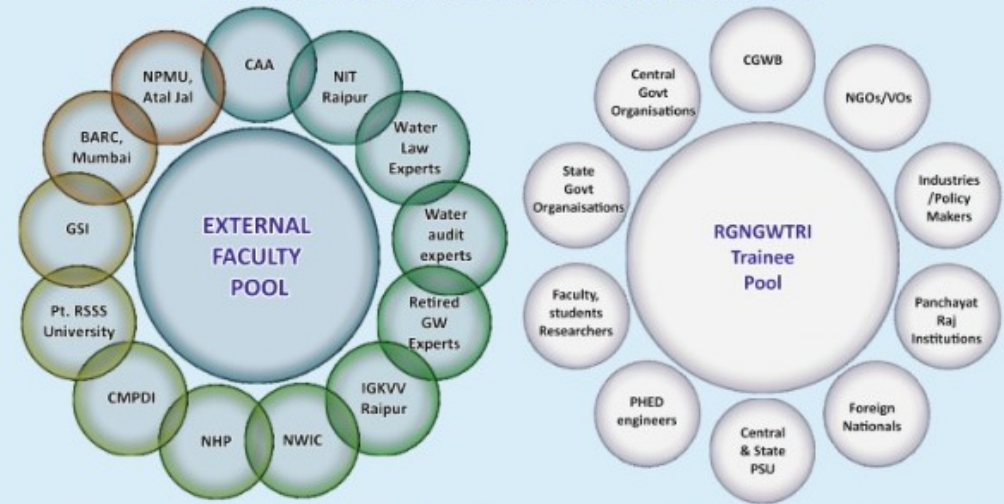 EXTERNAL
FACULTY
POOL
CAA
NIT
Raipur
Water
Law
Experts
Water
audit
experts
Retired
GW
Experts
IGKVV
Raipur
NWIC
NHP
CMPDI
Pt. RSSS
University
GSI
BARC,
Mumbai
NPMU,
Atal Jal
RGNGWTRI
Trainee
Pool
CGWB
NGOs/VOs
Industries
/Policy
Makers
Panchayat
Raj
Institutions
Foreign
Nationals
Central
& State
PSU
PHED
engineers
Faculty,
students
Researchers
State
Govt
Organaisations
Central
Govt
Organisations